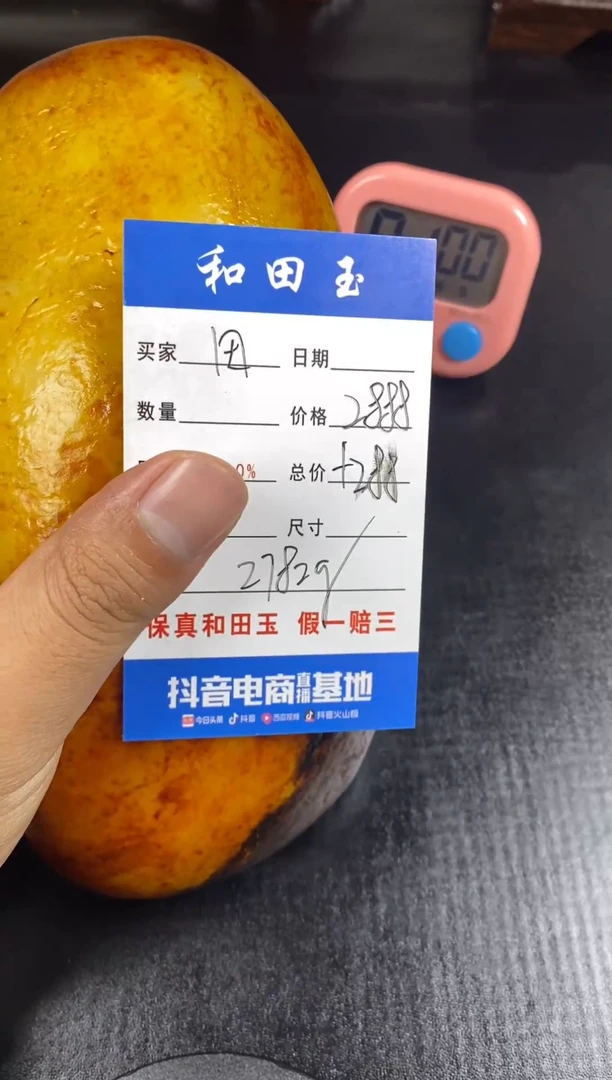 和田玉
买家 田 日期
数量 价格 2888
0% 总价 +288
尺寸
2782g
保真和田玉 假一赔三
抖音电商直播基地
今日头条 抖音 西瓜视频 抖音火山版